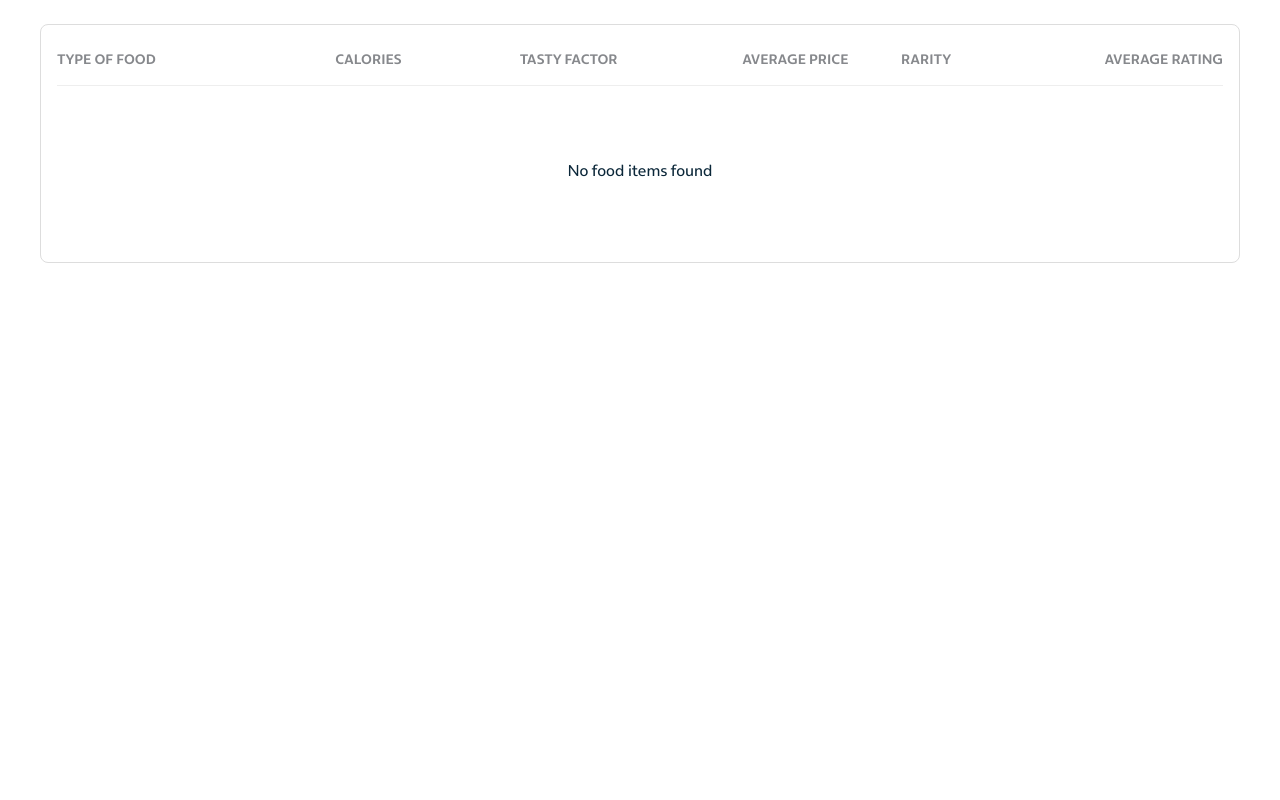 TYPE OF FOOD CALORIES TASTY FACTOR AVERAGE PRICE RARITY AVERAGE RATING
No food items found